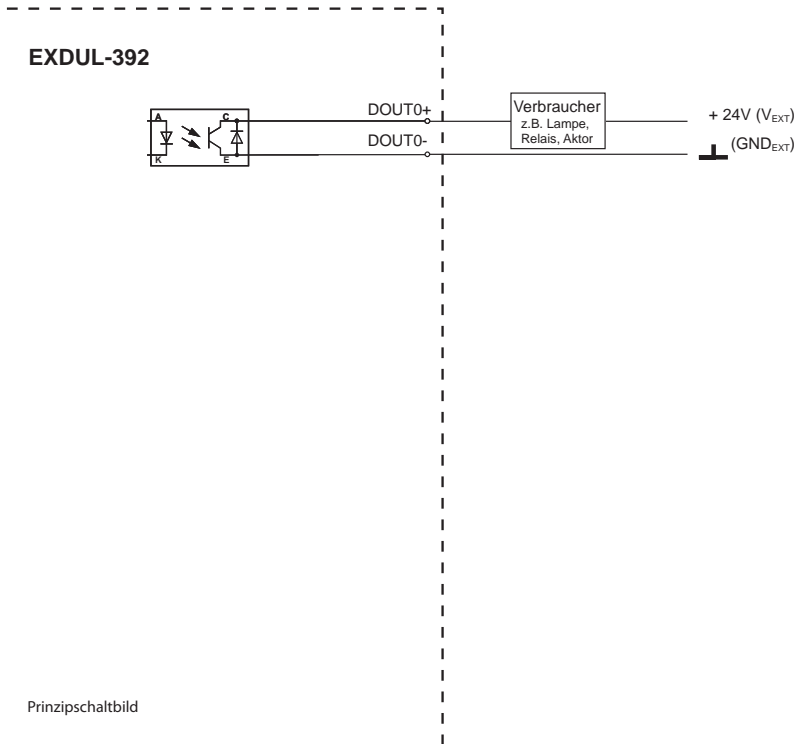 EXDUL-392
DOUT0+
DOUT0-
A
K
C
E
Verbraucher
z.B. Lampe,
Relais, Aktor
+ 24V (VEXT)
(GNDEXT)
Prinzipschaltbild